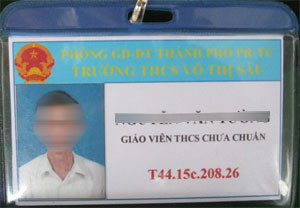 PHÒNG GD-ĐT THÀNH PHỐ PR-TC
TRƯỜNG THCS VÕ THỊ SÁU
GIÁO VIÊN THCS CHƯA CHUẨN
T44.15c.208.26